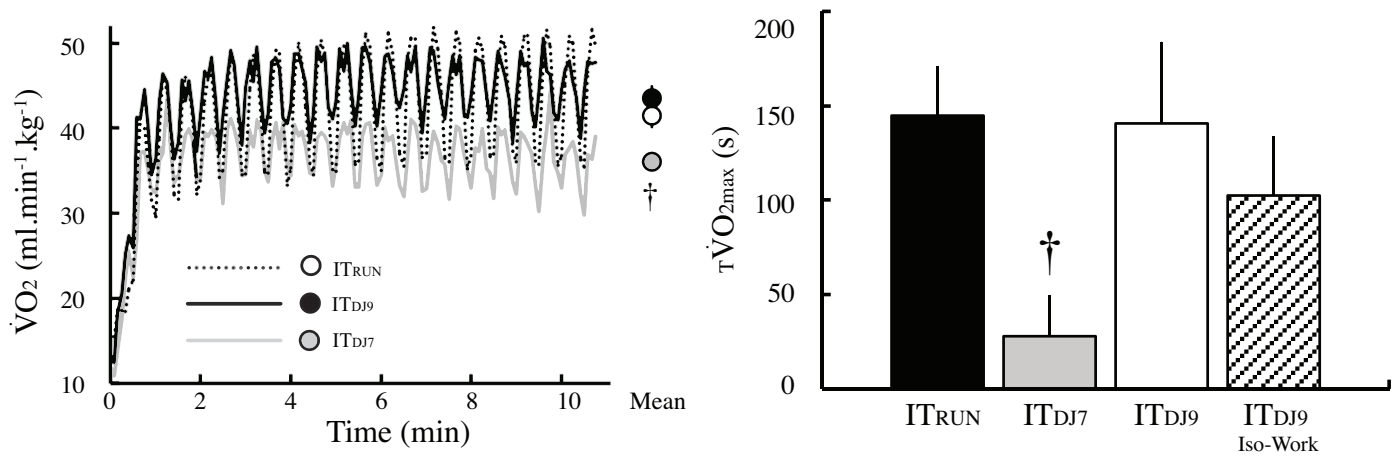 V̇O2 (ml.min-1.kg-1)
50
40
30
20
10
0
2
4
6
8
10
Mean
Time (min)
ITRUN
ITDJ9
ITDJ7
†
TV̇O2max (s)
200
150
100
50
0
†
ITRUN
ITDJ7
ITDJ9
ITDJ9
Iso-Work